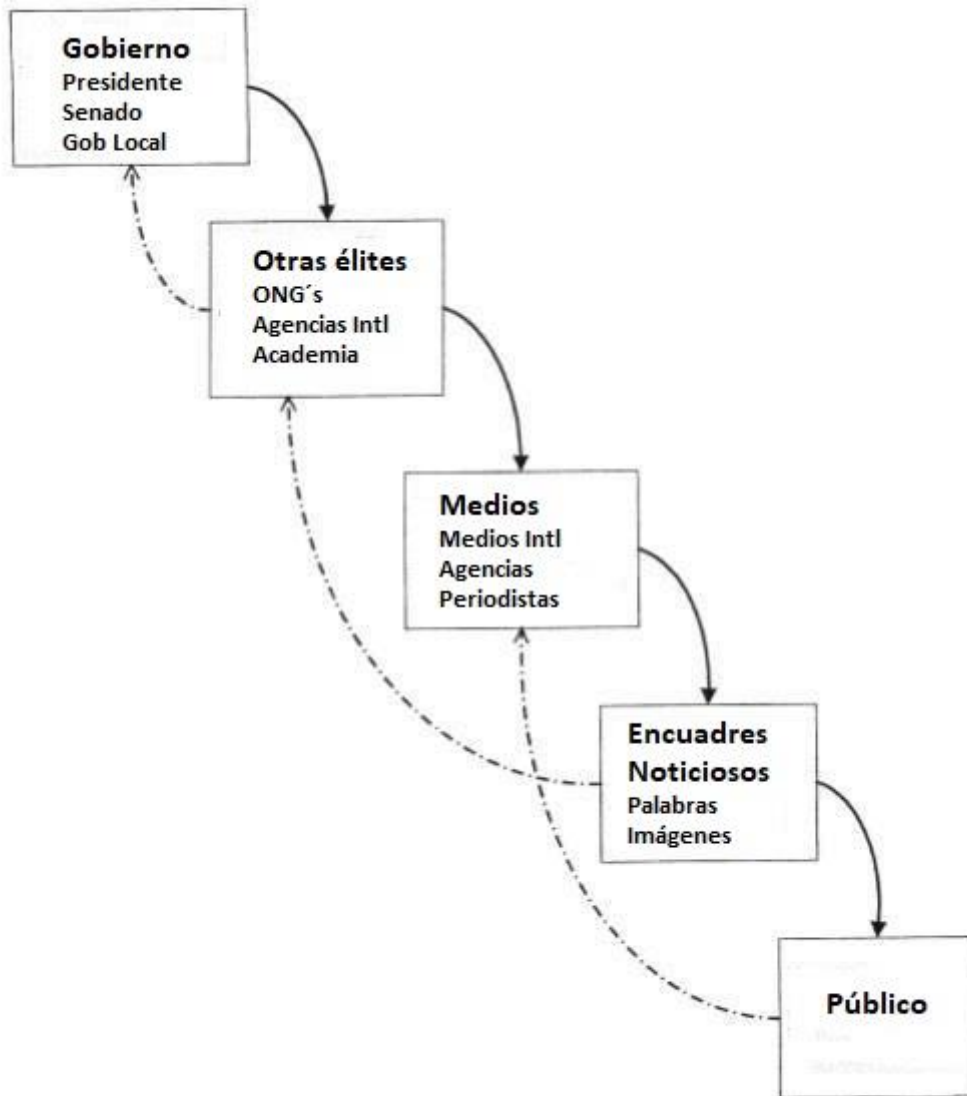 Gobierno
Presidente
Senado
Gob Local
Otras élites
ONG´s
Agencias Intl
Academia
Medios
Medios Intl
Agencias
Periodistas
Encuadres
Noticiosos
Palabras
Imágenes
Público